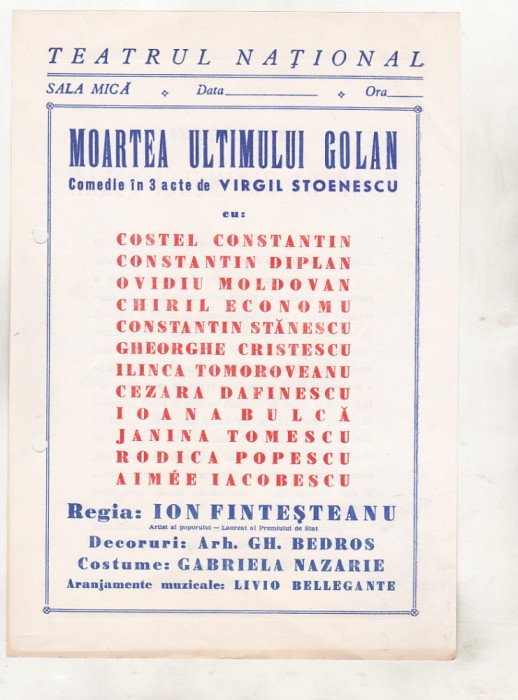 TEATRUL NAŢIONAL
SALA MICĂ Data Ora
MOARTEA ULTIMULUI GOLAN
Comedie în 3 acte de VIRGIL STOENESCU
cu:
COSTEL CONSTANTIN
CONSTANTIN DIPLAN
OVIDIU MOLDOVAN
CHIRIL ECONOMU
CONSTANTIN STĂNESCU
GHEORGHE CRISTESCU
ILINCA TOMOROVEANU
CEZARA DAFINESCU
IOANA BULCĂ
JANINA TOMESCU
RODICA POPESCU
AIMÉE IACOBESCU
Regia: ION FINTEŞTEANU
Artist al poporului — Laureat al Premiului de Stat
Decoruri: Arh. GH. BEDROS
Costume: GABRIELA NAZARIE
Aranjamente muzicale: LIVIO BELLEGANTE